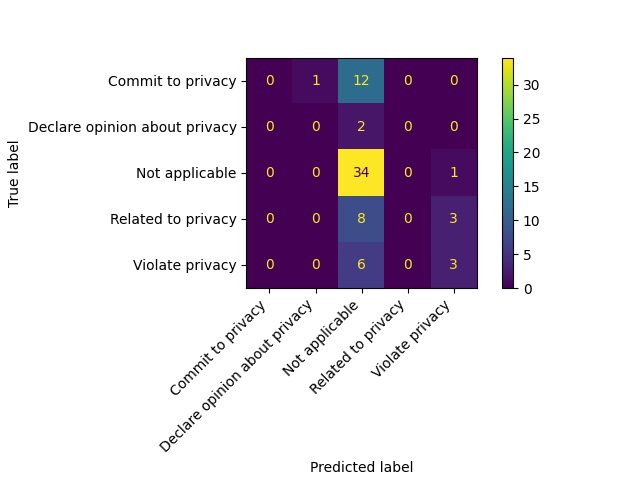 Commit to privacy 0 1 12 0 0
Declare opinion about privacy 0 0 2 0 0
Not applicable 0 0 34 0 1
Related to privacy 0 0 8 0 3
Violate privacy 0 0 6 0 3
True label
Commit to privacy
Declare opinion about privacy
Not applicable
Related to privacy
Violate privacy
Predicted label
30
25
20
15
10
5
0